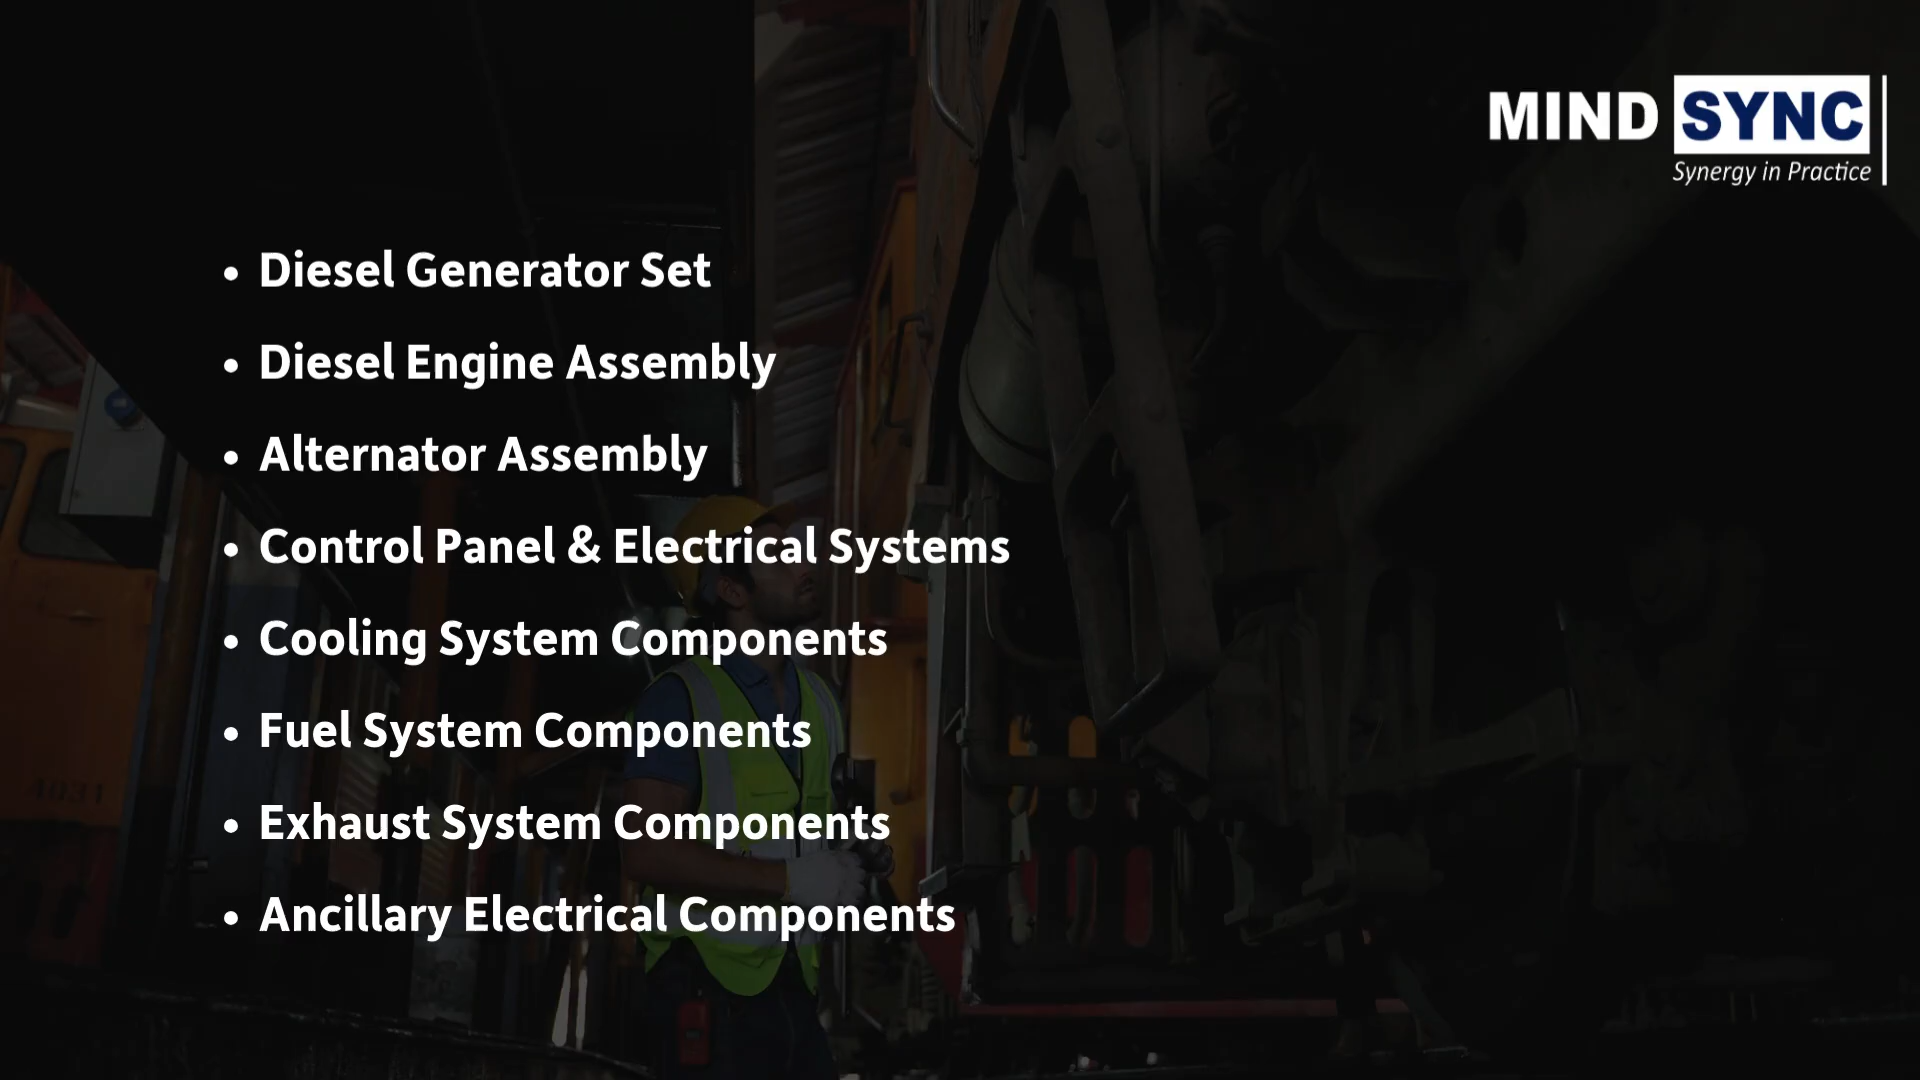 MIND SYNC
Synergy in Practice
• Diesel Generator Set
• Diesel Engine Assembly
• Alternator Assembly
• Control Panel & Electrical Systems
• Cooling System Components
• Fuel System Components
• Exhaust System Components
• Ancillary Electrical Components